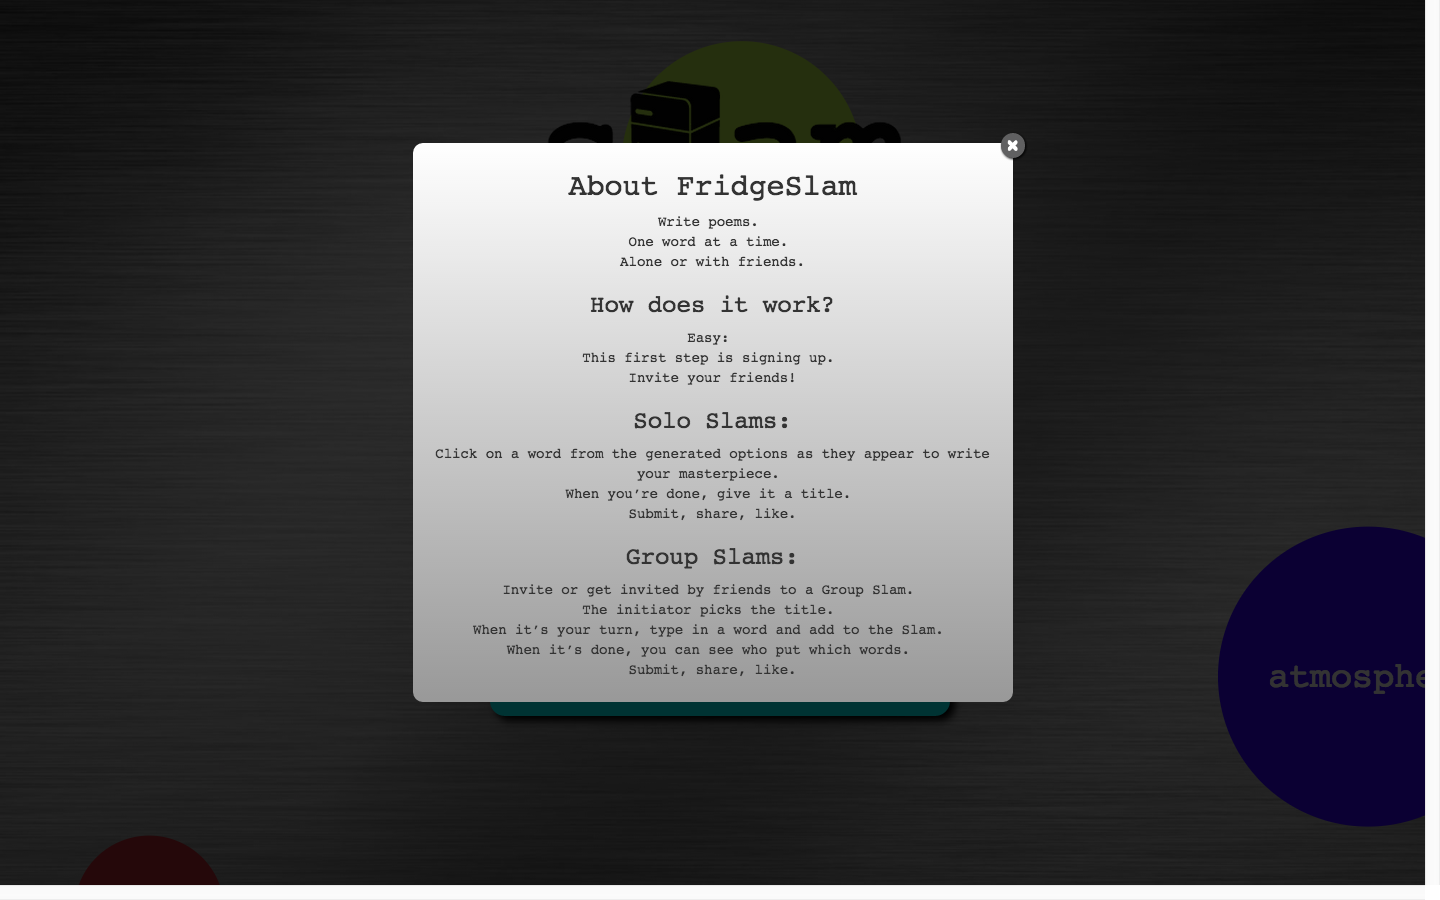 About FridgeSlam
Write poems.
One word at a time.
Alone or with friends.
How does it work?
Easy:
This first step is signing up.
Invite your friends!
Solo Slams:
Click on a word from the generated options as they appear to write
your masterpiece.
When you’re done, give it a title.
Submit, share, like.
Group Slams:
Invite or get invited by friends to a Group Slam.
The initiator picks the title.
When it’s your turn, type in a word and add to the Slam.
When it’s done, you can see who put which words.
Submit, share, like.
atmosphe